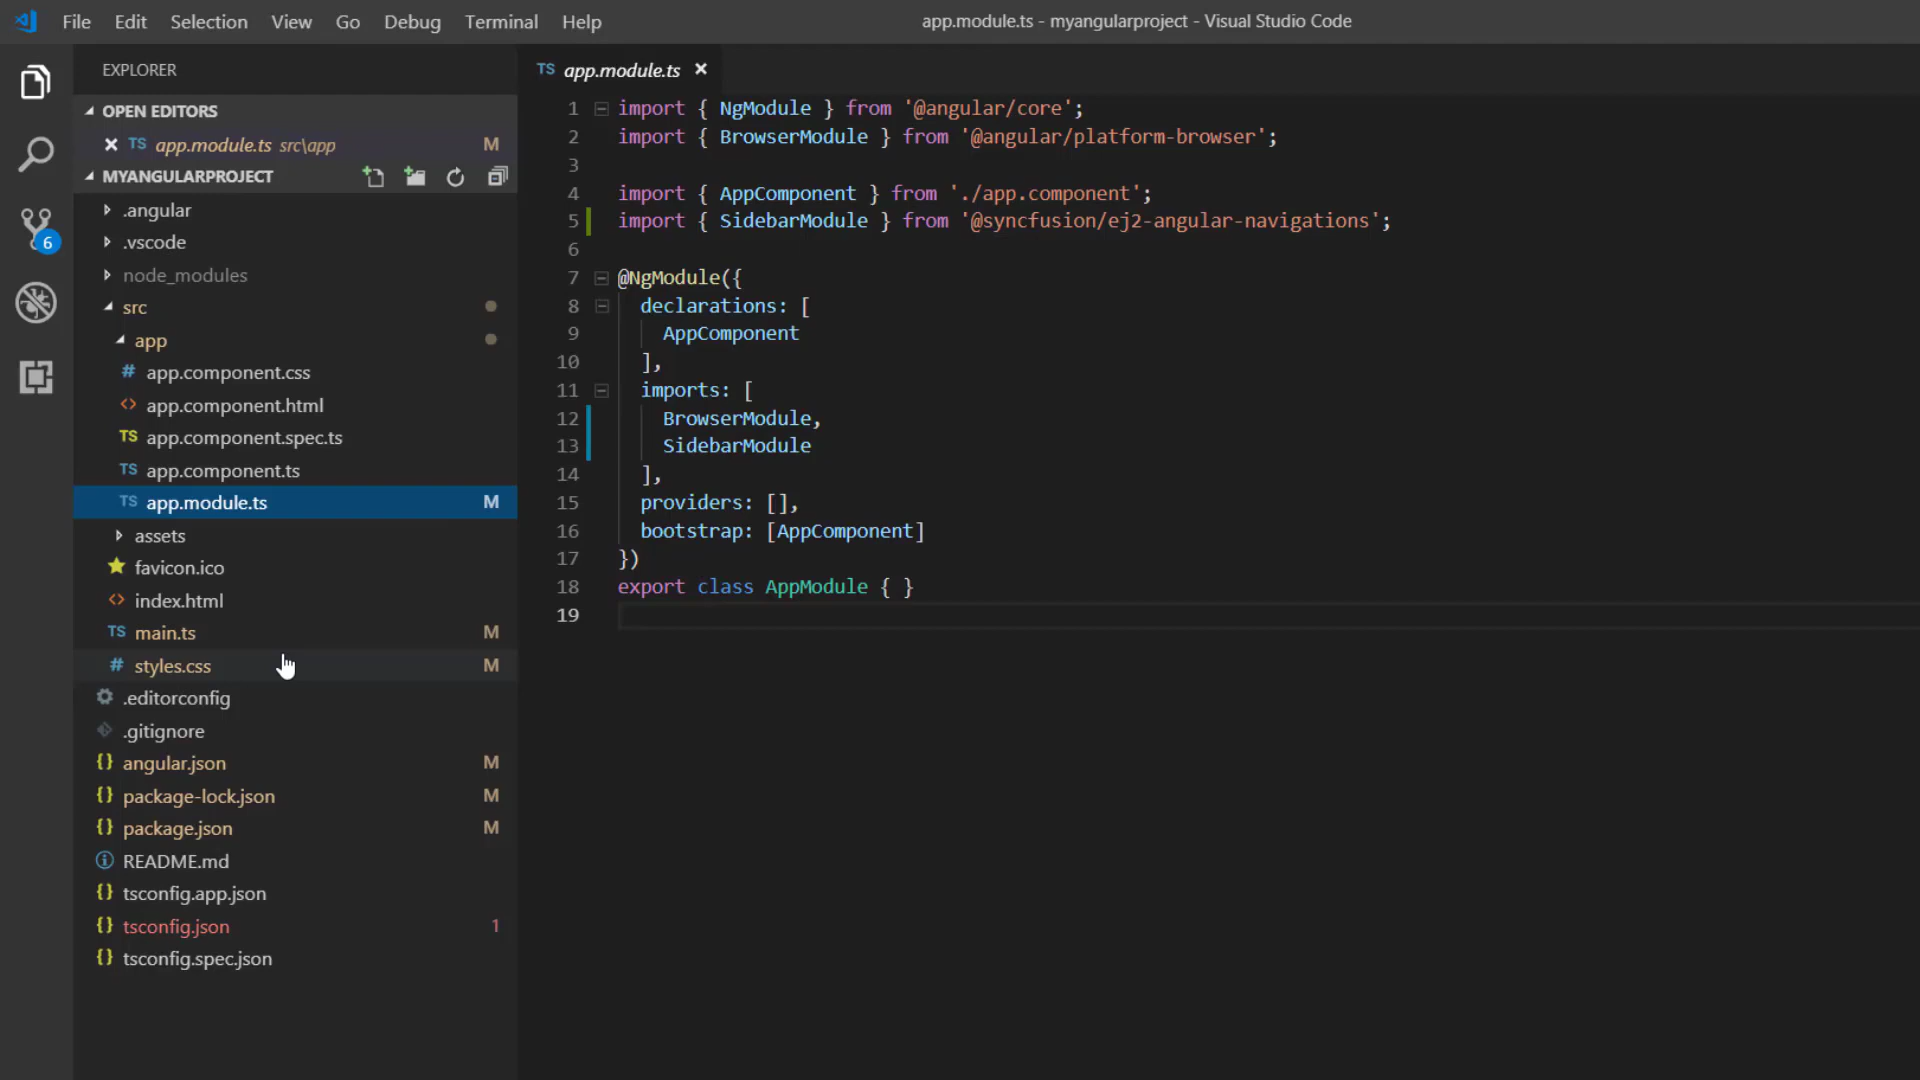 File Edit Selection View Go Debug Terminal Help
app.module.ts - myangularproject - Visual Studio Code
EXPLORER
OPEN EDITORS
TS app.module.ts src\app M
MYANGULARPROJECT
.angular
.vscode
6
node_modules
src
app
# app.component.css
<> app.component.html
TS app.component.spec.ts
TS app.component.ts
TS app.module.ts M
assets
favicon.ico
<> index.html
TS main.ts M
# styles.css M
.editorconfig
.gitignore
{} angular.json M
{} package-lock.json M
{} package.json M
README.md
{} tsconfig.app.json
{} tsconfig.json 1
{} tsconfig.spec.json
TS app.module.ts
1 import { NgModule } from '@angular/core';
2 import { BrowserModule } from '@angular/platform-browser';
3
4 import { AppComponent } from './app.component';
5 import { SidebarModule } from '@syncfusion/ej2-angular-navigations';
6
7 @NgModule({
8 declarations: [
9 AppComponent
10 ],
11 imports: [
12 BrowserModule,
13 SidebarModule
14 ],
15 providers: [],
16 bootstrap: [AppComponent]
17 })
18 export class AppModule { }
19